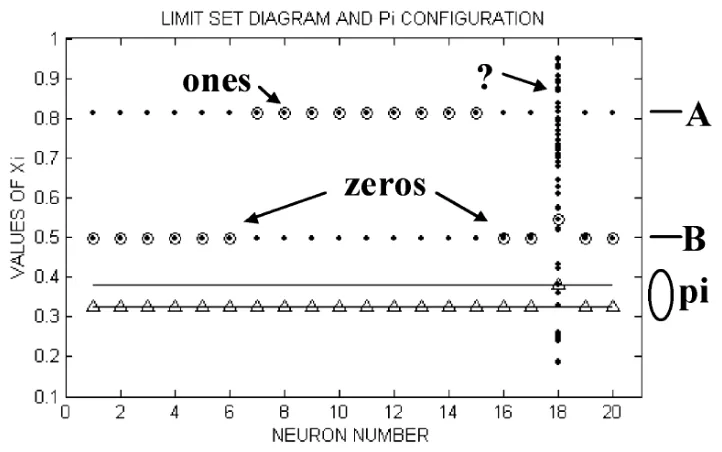 LIMIT SET DIAGRAM AND Pi CONFIGURATION
1
0.9
0.8
0.7
0.6
0.5
0.4
0.3
0.2
0.1
VALUES OF Xi
ones
?
zeros
A
B
pi
0 2 4 6 8 10 12 14 16 18 20
NEURON NUMBER